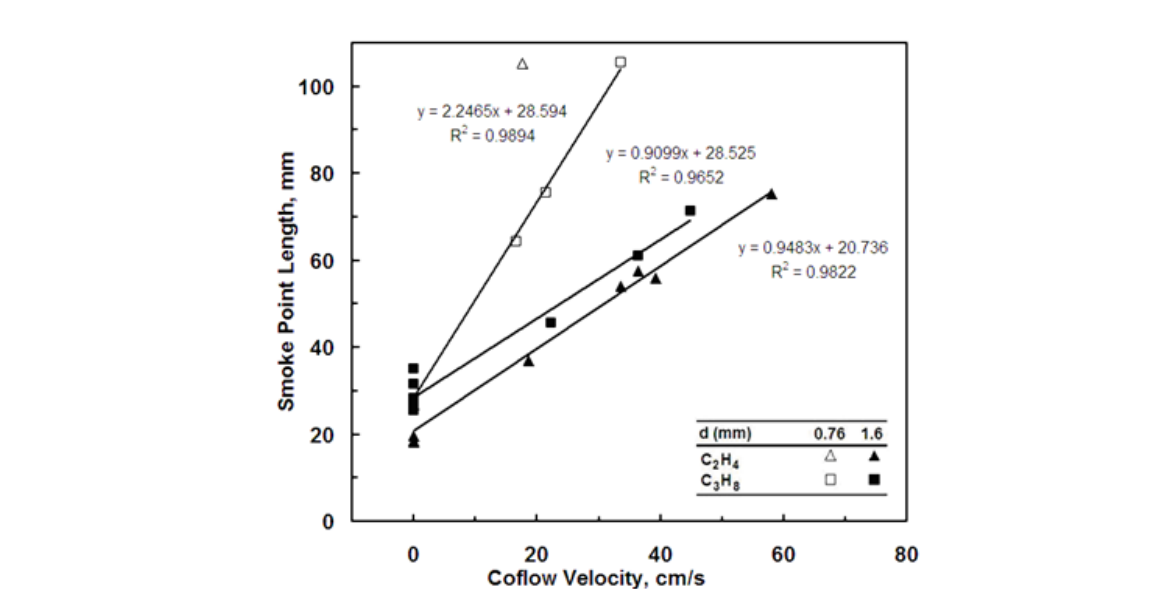 100
80
60
40
20
0
Smoke Point Length, mm
y = 2.2465x + 28.594
R² = 0.9894
y = 0.9099x + 28.525
R² = 0.9652
y = 0.9483x + 20.736
R² = 0.9822
d (mm) 0.76 1.6
C₂H₄ △ ▲
C₃H₈ □ ■
0 20 40 60 80
Coflow Velocity, cm/s